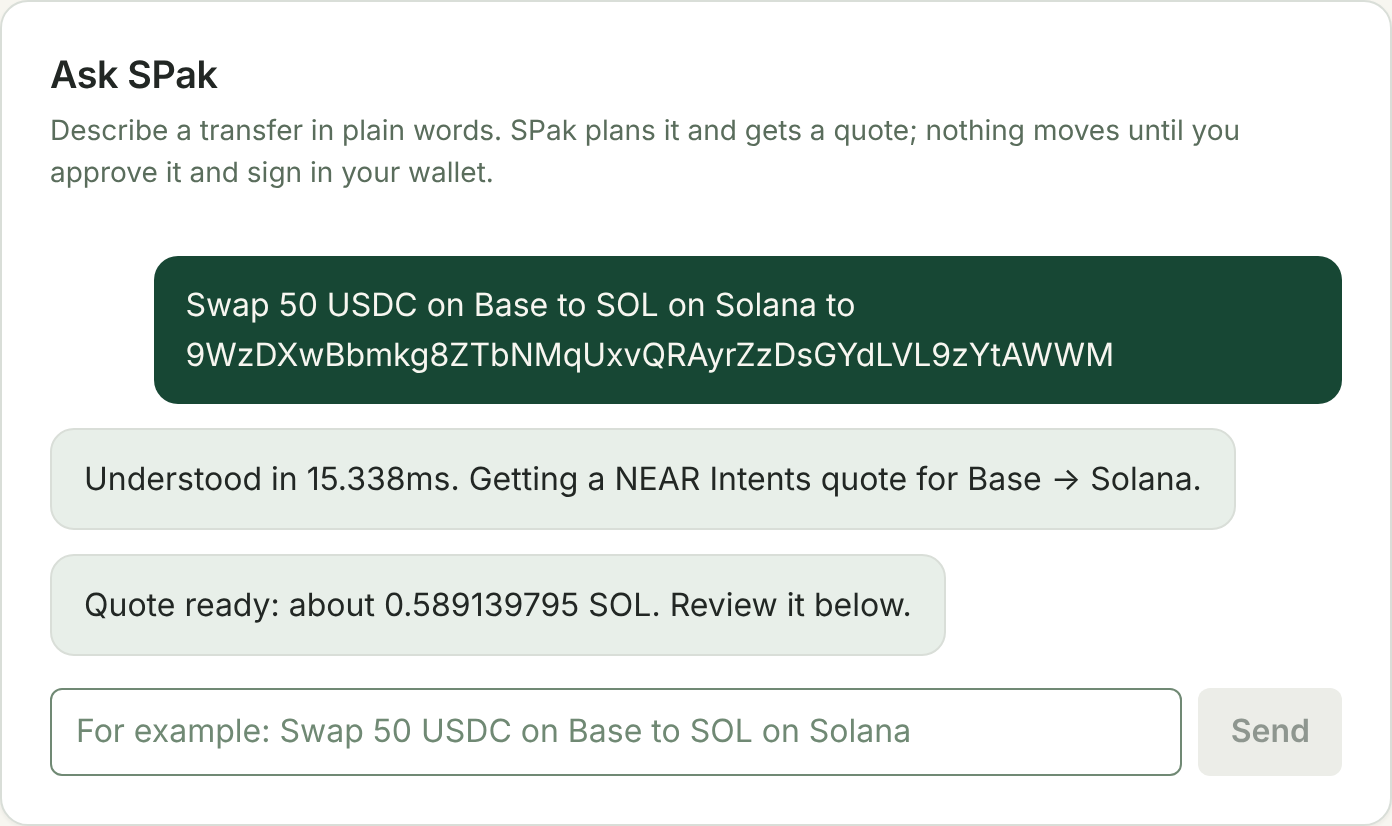 Ask SPak
Describe a transfer in plain words. SPak plans it and gets a quote; nothing moves until you
approve it and sign in your wallet.
Swap 50 USDC on Base to SOL on Solana to
9WzDXwBbmkg8ZTbNMqUxvQRAyrZzDsGYdLVL9zYtAWWM
Understood in 15.338ms. Getting a NEAR Intents quote for Base → Solana.
Quote ready: about 0.589139795 SOL. Review it below.
For example: Swap 50 USDC on Base to SOL on Solana
Send